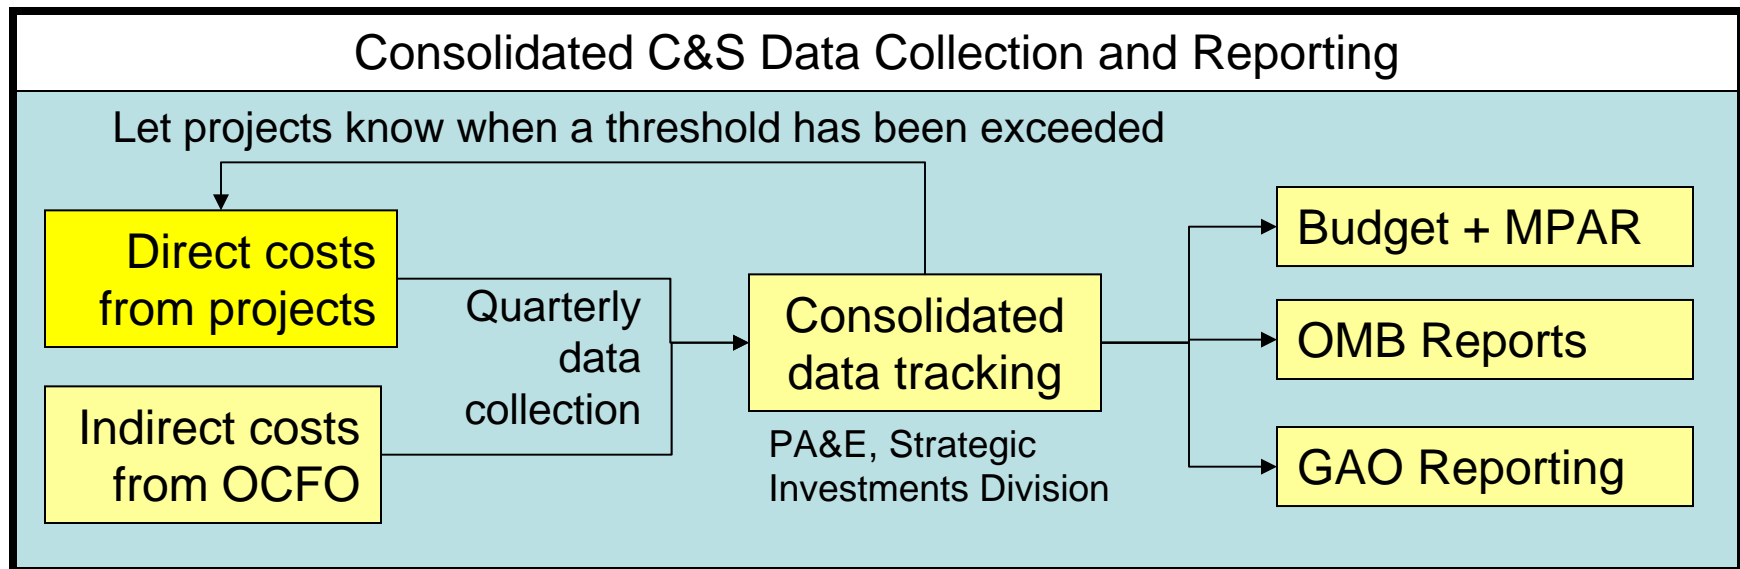 Consolidated C&S Data Collection and Reporting
Let projects know when a threshold has been exceeded
Direct costs
from projects
Indirect costs
from OCFO
Quarterly
data
collection
Consolidated
data tracking
PA&E, Strategic
Investments Division
Budget + MPAR
OMB Reports
GAO Reporting